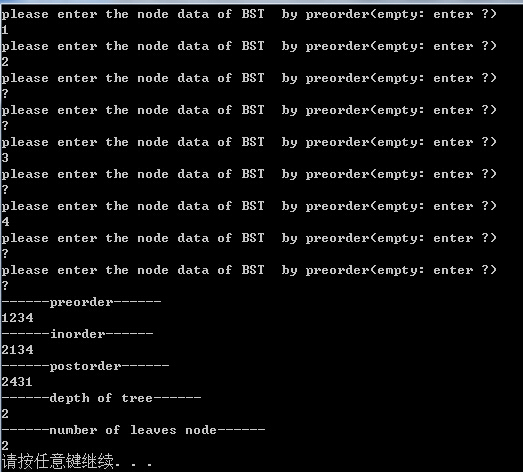 please enter the node data of BST  by preorder(empty: enter ?)
1
please enter the node data of BST  by preorder(empty: enter ?)
2
please enter the node data of BST  by preorder(empty: enter ?)
?
please enter the node data of BST  by preorder(empty: enter ?)
?
please enter the node data of BST  by preorder(empty: enter ?)
3
please enter the node data of BST  by preorder(empty: enter ?)
?
please enter the node data of BST  by preorder(empty: enter ?)
4
please enter the node data of BST  by preorder(empty: enter ?)
?
please enter the node data of BST  by preorder(empty: enter ?)
?
------preorder------
1234
------inorder------
2134
------postorder------
2431
------depth of tree------
2
------number of leaves node------
2
请按任意键继续. . .